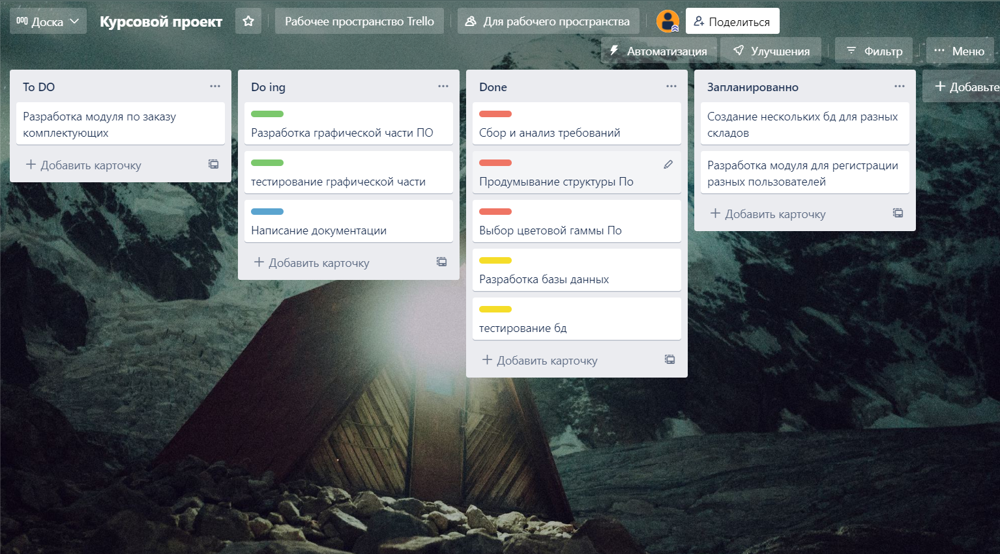 Доска
Курсовой проект
Рабочее пространство Trello
Для рабочего пространства
Поделиться
Автоматизация
Улучшения
Фильтр
Меню
To DO
Разработка модуля по заказу
комплектующих
Добавить карточку
Do ing
Разработка графической части ПО
тестирование графической части
Написание документации
Добавить карточку
Done
Сбор и анализ требований
Продумывание структуры По
Выбор цветовой гаммы По
Разработка базы данных
тестирование бд
Добавить карточку
Запланированно
Создание нескольких бд для разных
складов
Разработка модуля для регистрации
разных пользователей
Добавить карточку
Добавьте